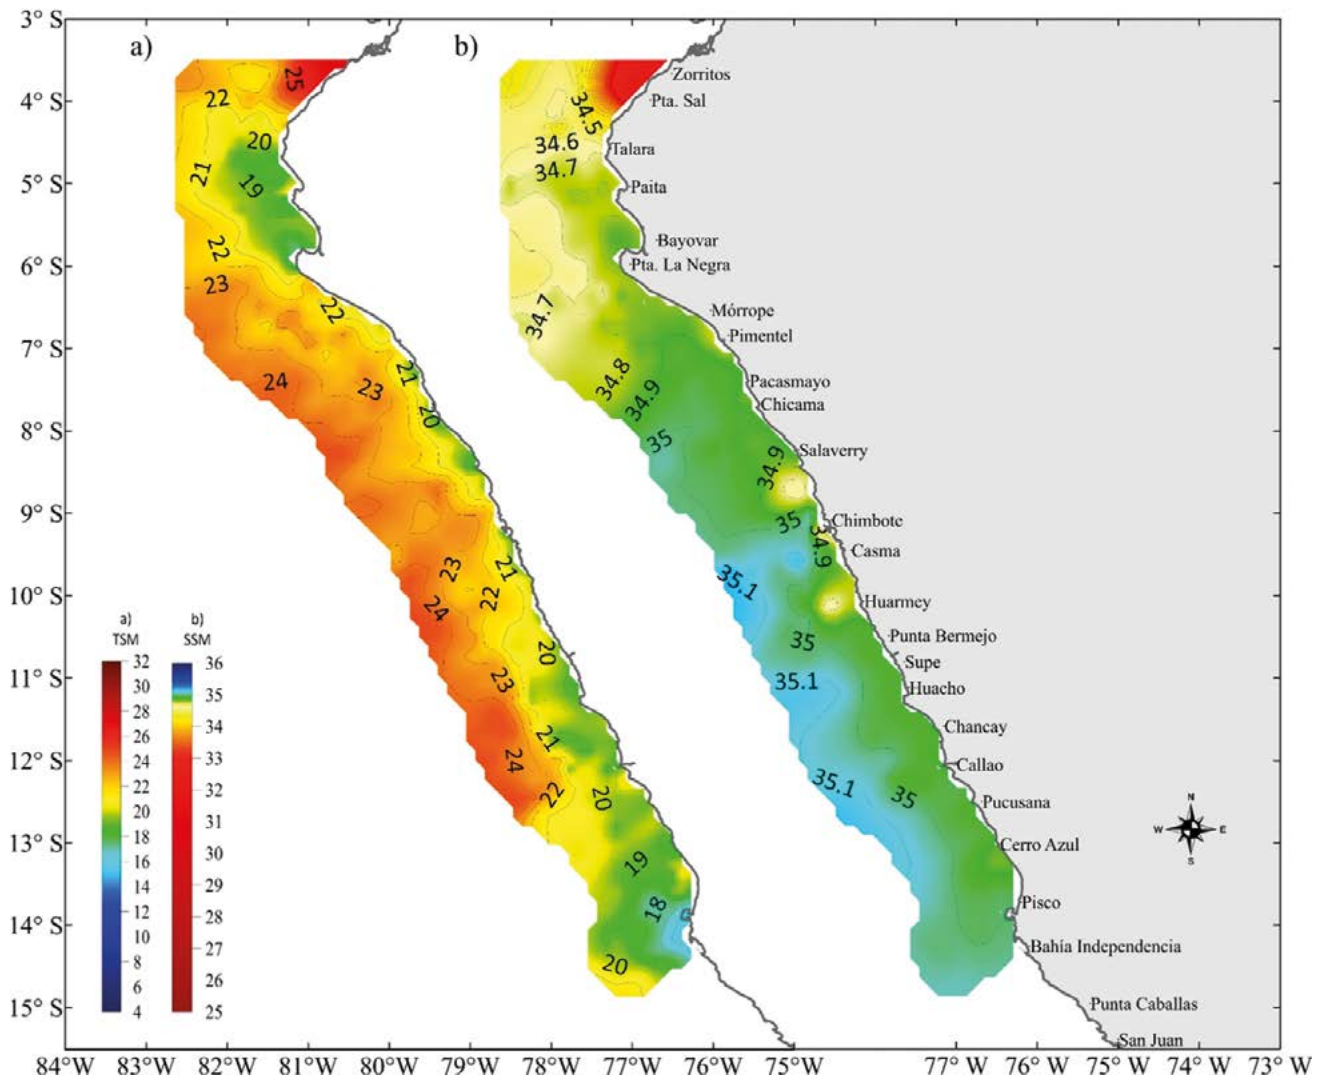 a)
b)
3° S
4° S
5° S
6° S
7° S
8° S
9° S
10° S
11° S
12° S
13° S
14° S
15° S
25
22
20
21
19
22
23
22
21
24
23
20
23
21
24
22
20
23
21
24
22
20
19
18
20
34.5
34.6
34.7
34.7
34.8
34.9
35
34.9
35
34.9
35.1
35
35.1
35.1
35
Zorritos
Pta. Sal
Talara
Paita
Bayovar
Pta. La Negra
Mórrope
Pimentel
Pacasmayo
Chicama
Salaverry
Chimbote
Casma
Huarmey
Punta Bermejo
Supe
Huacho
Chancay
Callao
Pucusana
Cerro Azul
Pisco
Bahía Independencia
Punta Caballas
San Juan
a)
TSM
32
30
28
26
24
22
20
18
16
14
12
10
8
6
4
b)
SSM
36
35
34
33
32
31
30
29
28
27
26
25
N
W E
S
84°W 83°W 82°W 81°W 80°W 79°W 78°W 77°W 76°W 75°W 77°W 76°W 75°W 74°W 73° W